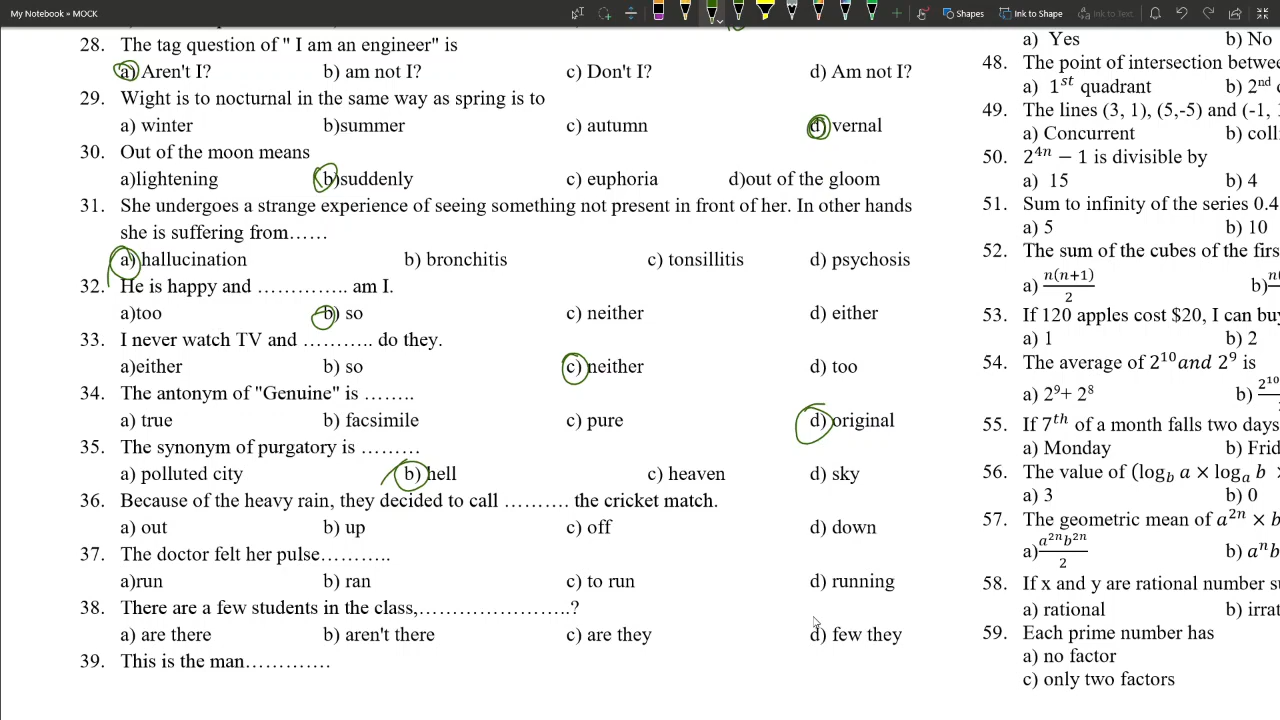 My Notebook » MOCK
Shapes Ink to Shape Ink to Text
28. The tag question of " I am an engineer" is
a) Aren't I? b) am not I? c) Don't I? d) Am not I?
29. Wight is to nocturnal in the same way as spring is to
a) winter b)summer c) autumn d) vernal
30. Out of the moon means
a)lightening b)suddenly c) euphoria d)out of the gloom
31. She undergoes a strange experience of seeing something not present in front of her. In other hands
she is suffering from……
a) hallucination b) bronchitis c) tonsillitis d) psychosis
32. He is happy and ………….. am I.
a)too b) so c) neither d) either
33. I never watch TV and ……….. do they.
a)either b) so c) neither d) too
34. The antonym of "Genuine" is ……..
a) true b) facsimile c) pure d) original
35. The synonym of purgatory is ………
a) polluted city b) hell c) heaven d) sky
36. Because of the heavy rain, they decided to call ………. the cricket match.
a) out b) up c) off d) down
37. The doctor felt her pulse………..
a)run b) ran c) to run d) running
38. There are a few students in the class,…………………..?
a) are there b) aren't there c) are they d) few they
39. This is the man………….
a) Yes b) No
48. The point of intersection betwe
a) 1st quadrant b) 2nd
49. The lines (3, 1), (5,-5) and (-1,
a) Concurrent b) coll
50. 2^4n − 1 is divisible by
a) 15 b) 4
51. Sum to infinity of the series 0.4
a) 5 b) 10
52. The sum of the cubes of the firs
a) n(n+1)/2 b)
53. If 120 apples cost $20, I can buy
a) 1 b) 2
54. The average of 2^10 and 2^9 is
a) 2^9+ 2^8 b) 2^10
55. If 7th of a month falls two days
a) Monday b) Frid
56. The value of (log_b a × log_a b ×
a) 3 b) 0
57. The geometric mean of a^2n × b
a) a^2n b^2n/2 b) a^n b
58. If x and y are rational number su
a) rational b) irrat
59. Each prime number has
a) no factor
c) only two factors